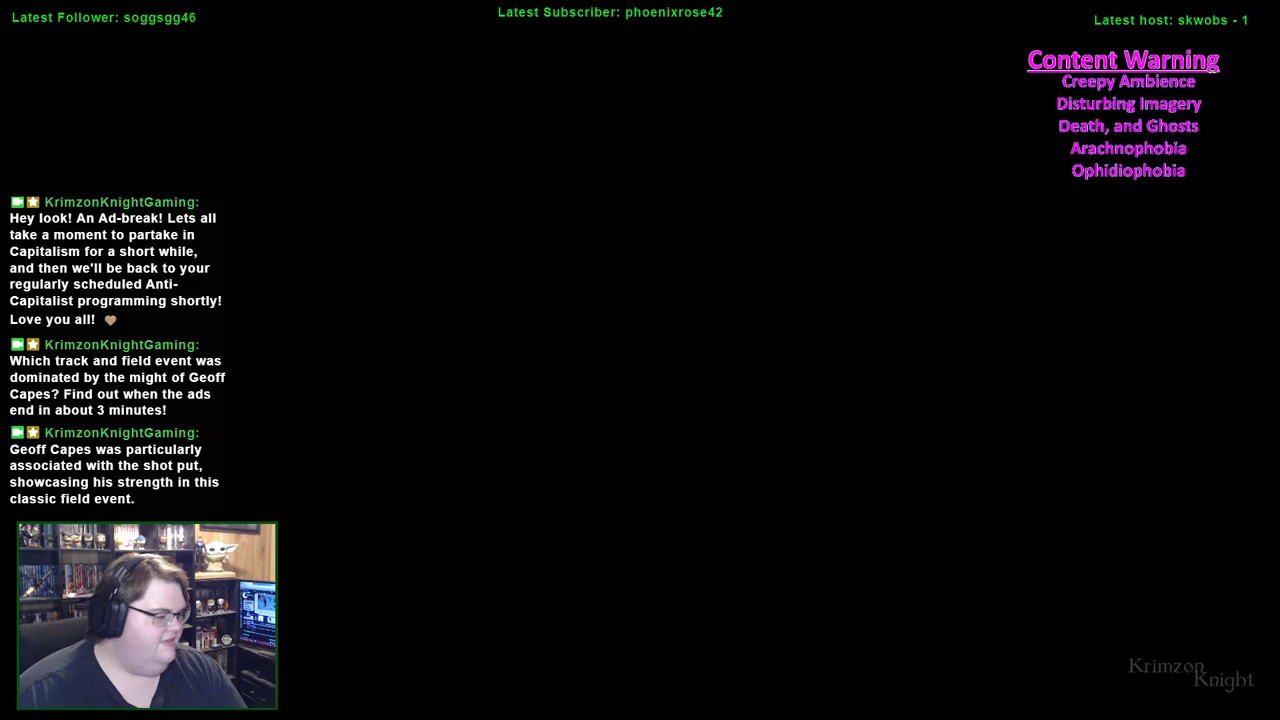 Latest Follower: soggsgg46
Latest Subscriber: phoenixrose42
Latest host: skwobs - 1
Content Warning
Creepy Ambience
Disturbing Imagery
Death, and Ghosts
Arachnophobia
Ophidiophobia
KrimzonKnightGaming:
Hey look! An Ad-break! Lets all
take a moment to partake in
Capitalism for a short while,
and then we'll be back to your
regularly scheduled Anti-
Capitalist programming shortly!
Love you all!
KrimzonKnightGaming:
Which track and field event was
dominated by the might of Geoff
Capes? Find out when the ads
end in about 3 minutes!
KrimzonKnightGaming:
Geoff Capes was particularly
associated with the shot put,
showcasing his strength in this
classic field event.
Krimzon
Knight